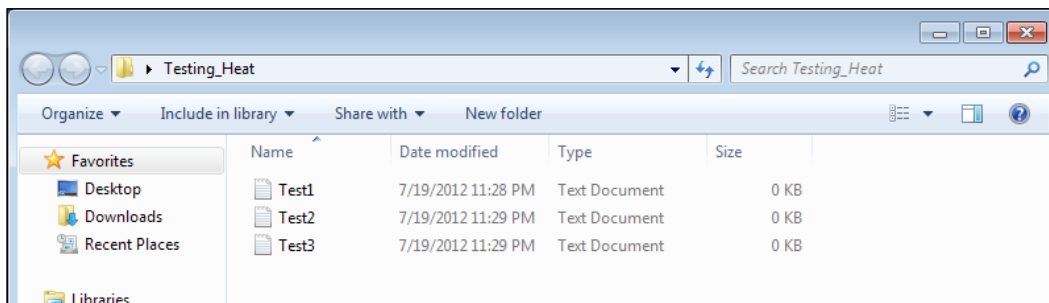 Testing_Heat Search Testing_Heat
Organize Include in library Share with New folder
Favorites
Desktop
Downloads
Recent Places
Libraries
Name Date modified Type Size
Test1 7/19/2012 11:28 PM Text Document 0 KB
Test2 7/19/2012 11:29 PM Text Document 0 KB
Test3 7/19/2012 11:29 PM Text Document 0 KB